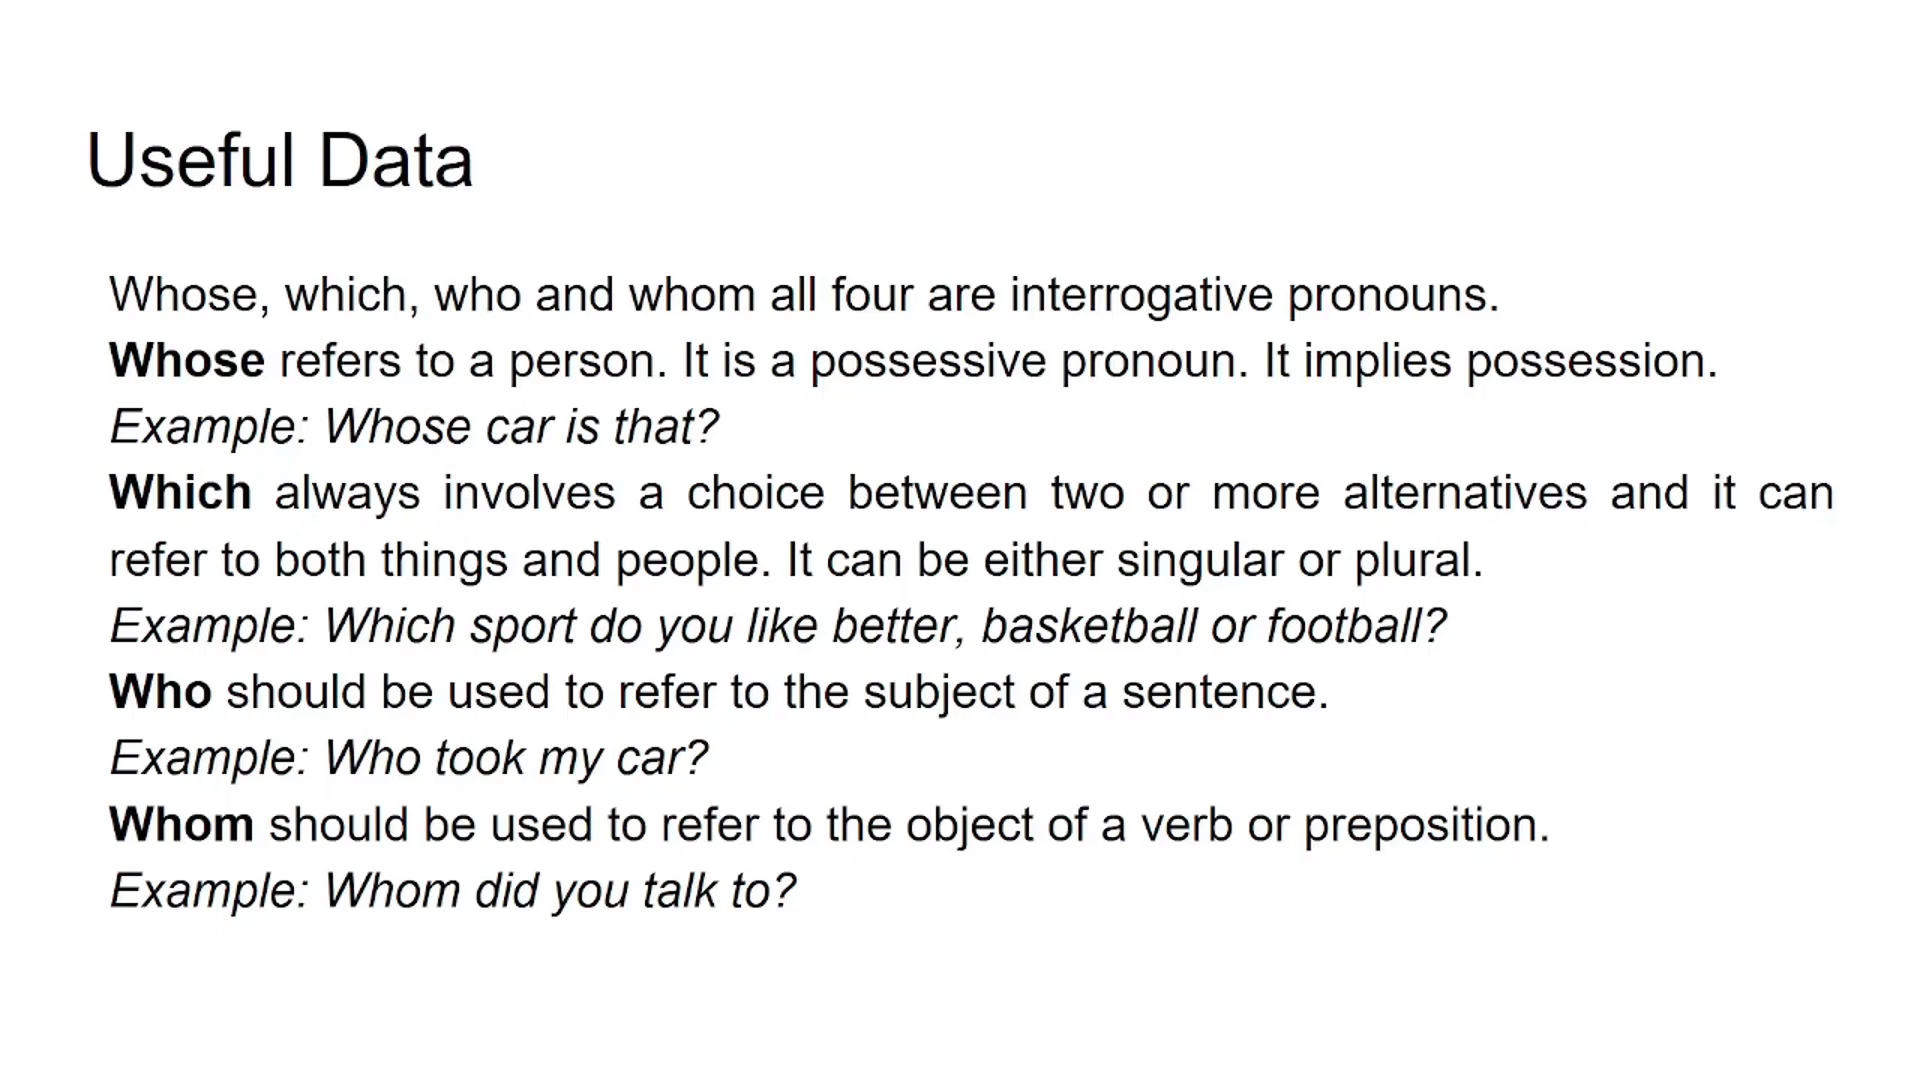 Useful Data
Whose, which, who and whom all four are interrogative pronouns.
Whose refers to a person. It is a possessive pronoun. It implies possession.
Example: Whose car is that?
Which always involves a choice between two or more alternatives and it can
refer to both things and people. It can be either singular or plural.
Example: Which sport do you like better, basketball or football?
Who should be used to refer to the subject of a sentence.
Example: Who took my car?
Whom should be used to refer to the object of a verb or preposition.
Example: Whom did you talk to?